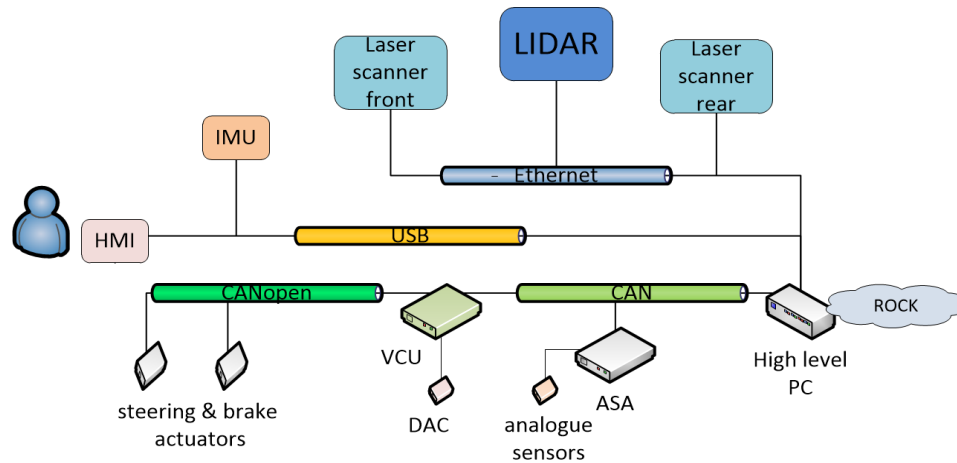 Laser
scanner
front
LIDAR
Laser
scanner
rear
IMU
Ethernet
HMI
USB
CANopen
CAN
ROCK
VCU
High level
PC
steering & brake
actuators
DAC
analogue
sensors
ASA